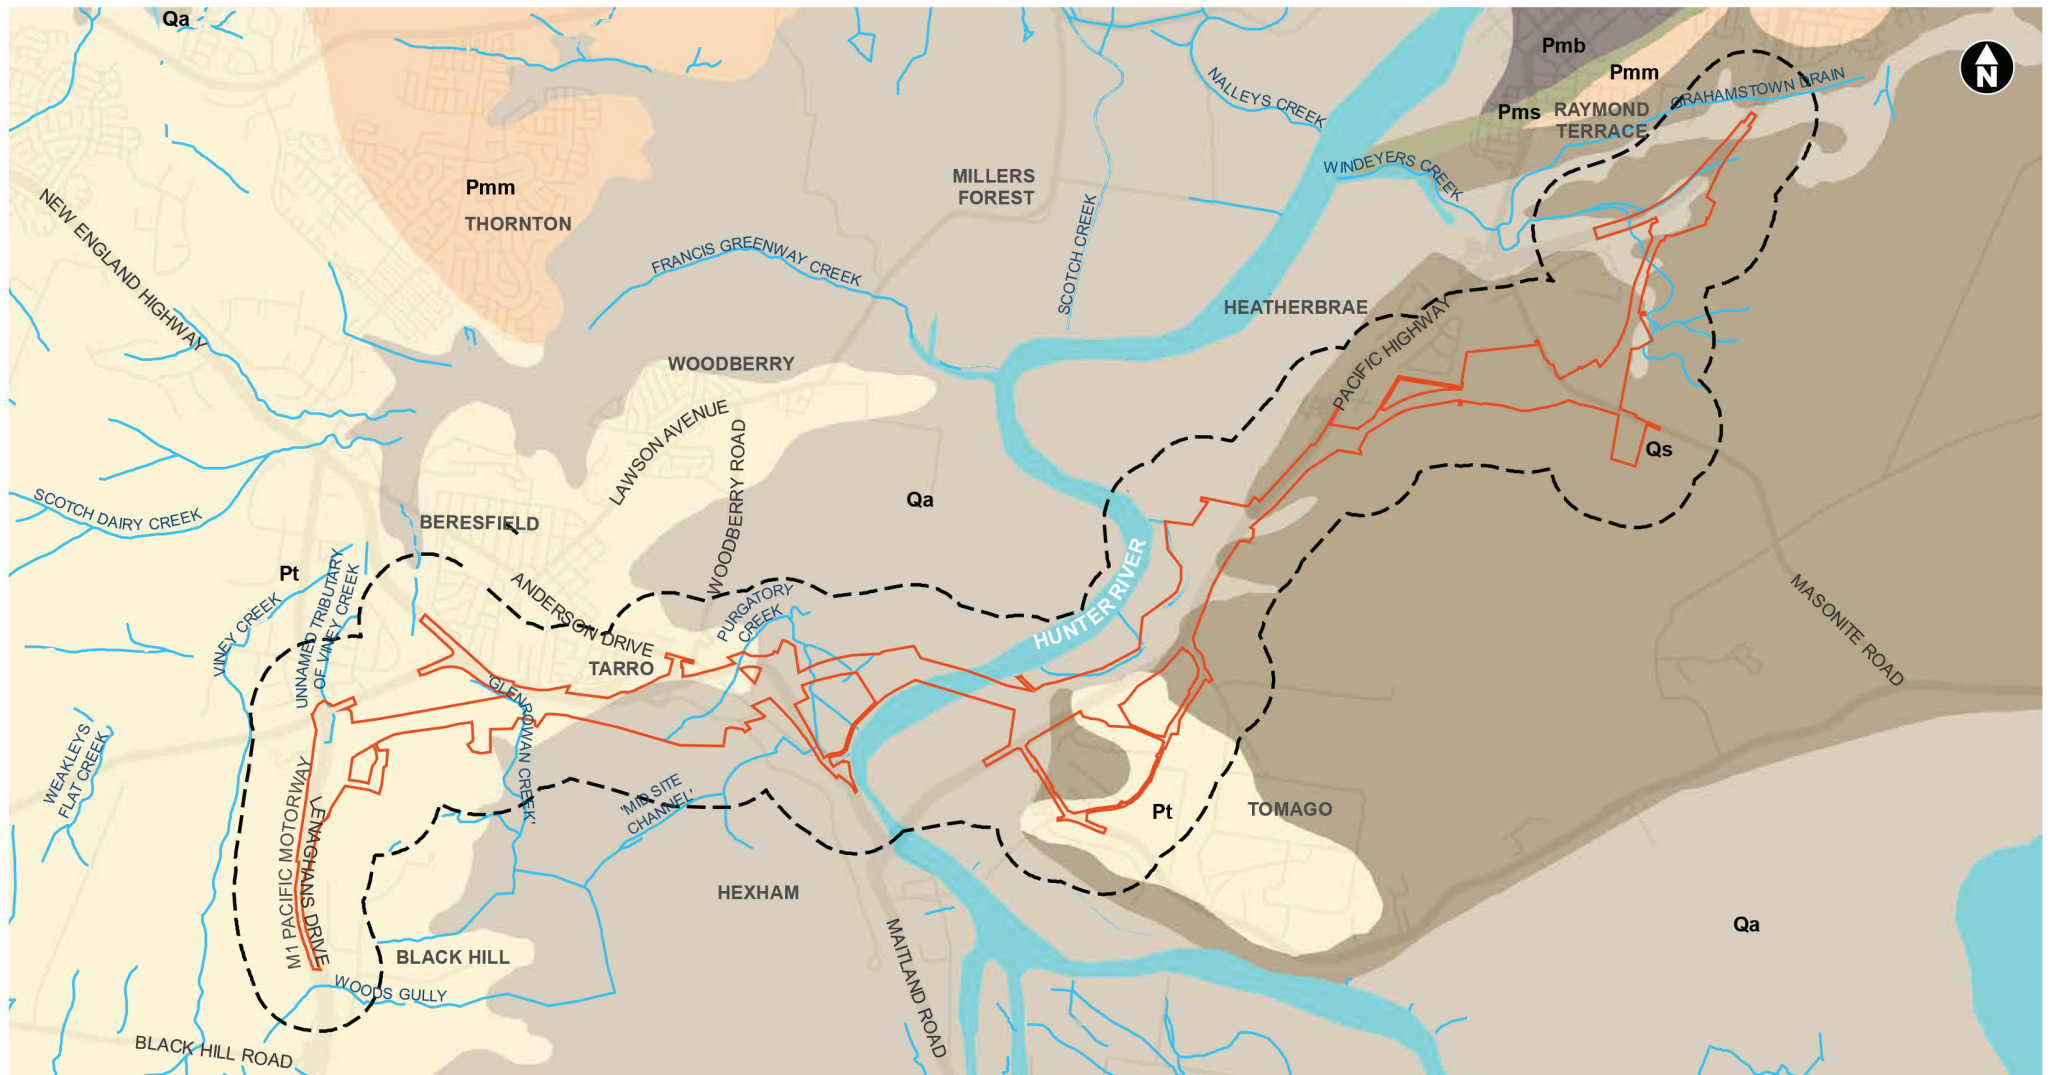 Qa
Pmb
Pmm
N
GRAHAMSTOWN DRAIN
NALLEYS CREEK
Pms
RAYMOND
TERRACE
WINDEYERS CREEK
Pmm
THORNTON
MILLERS
FOREST
NEW ENGLAND HIGHWAY
SCOTCH CREEK
FRANCIS GREENWAY CREEK
HEATHERBRAE
PACIFIC HIGHWAY
WOODBERRY
LAWSON AVENUE
WOODBERRY ROAD
Qs
Qa
SCOTCH DAIRY CREEK
BERESFIELD
Pt
UNNAMED TRIBUTARY
OF VINEY CREEK
VINEY CREEK
ANDERSON DRIVE
PURGATORY
CREEK
HUNTER RIVER
MASONITE ROAD
TARRO
'GLENROWAN CREEK'
WEAKLEYS
FLAT CREEK
M1 PACIFIC MOTORWAY
LENAGHANS DRIVE
'MID SITE
CHANNEL'
Pt
TOMAGO
HEXHAM
MAITLAND ROAD
Qa
BLACK HILL
WOODS GULLY
BLACK HILL ROAD